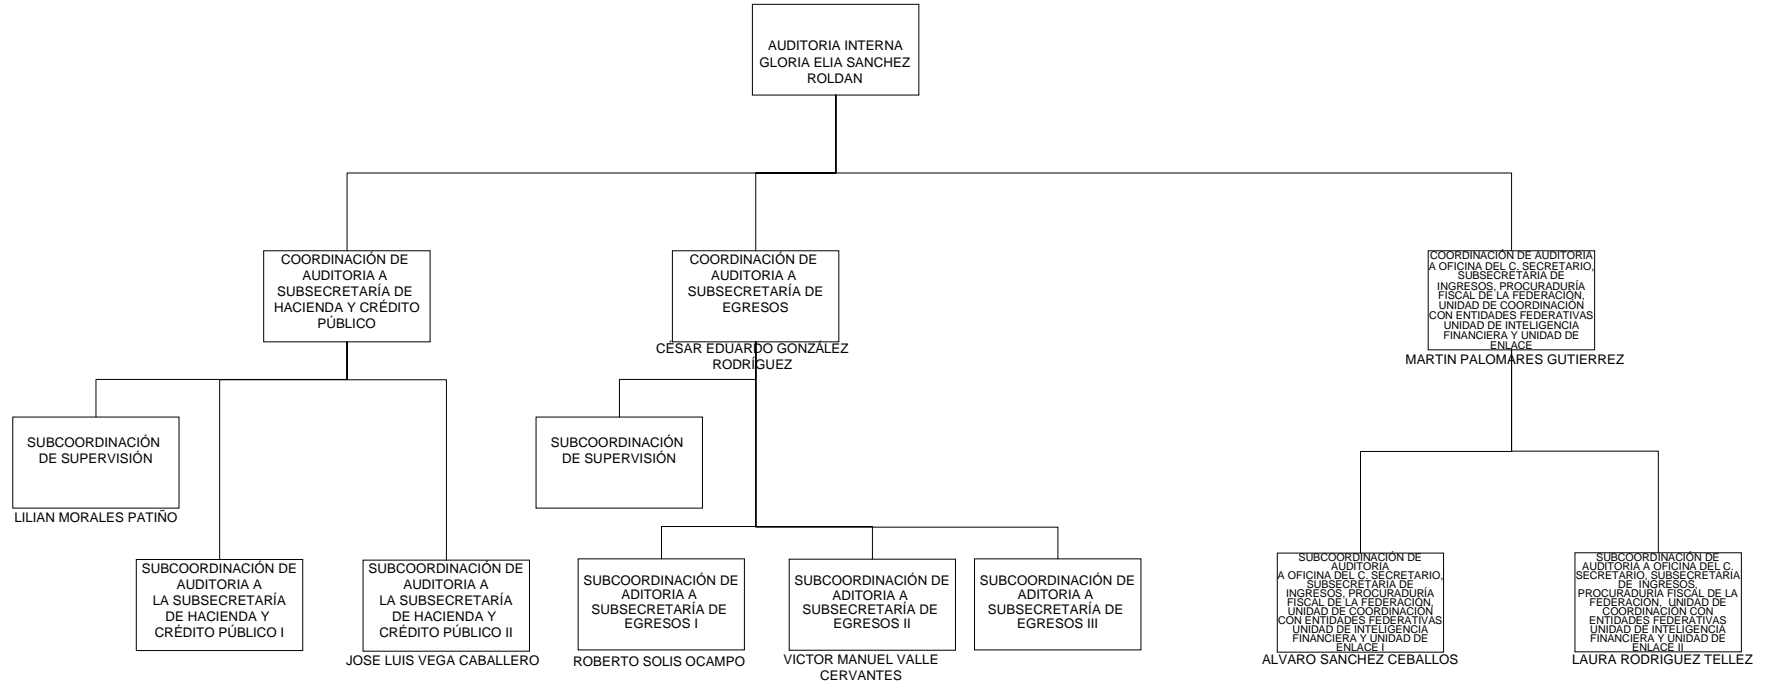 AUDITORIA INTERNA
GLORIA ELIA SANCHEZ
ROLDAN
COORDINACIÓN DE
AUDITORIA A
SUBSECRETARÍA DE
HACIENDA Y CRÉDITO
PÚBLICO
COORDINACIÓN DE
AUDITORIA A
SUBSECRETARÍA DE
EGRESOS
CÉSAR EDUARDO GONZÁLEZ
RODRÍGUEZ
COORDINACIÓN DE AUDITORIA
A OFICINA DEL C. SECRETARIO,
SUBSECRETARÍA DE
INGRESOS, PROCURADURÍA
FISCAL DE LA FEDERACIÓN,
UNIDAD DE COORDINACIÓN
CON ENTIDADES FEDERATIVAS
UNIDAD DE INTELIGENCIA
FINANCIERA Y UNIDAD DE
ENLACE
MARTIN PALOMARES GUTIERREZ
SUBCOORDINACIÓN
DE SUPERVISIÓN
LILIAN MORALES PATIÑO
SUBCOORDINACIÓN
DE SUPERVISIÓN
SUBCOORDINACIÓN DE
AUDITORIA A
LA SUBSECRETARÍA
DE HACIENDA Y
CRÉDITO PÚBLICO I
SUBCOORDINACIÓN DE
AUDITORIA A
LA SUBSECRETARÍA
DE HACIENDA Y
CRÉDITO PÚBLICO II
JOSE LUIS VEGA CABALLERO
SUBCOORDINACIÓN DE
ADITORIA A
SUBSECRETARÍA DE
EGRESOS I
ROBERTO SOLIS OCAMPO
SUBCOORDINACIÓN DE
ADITORIA A
SUBSECRETARÍA DE
EGRESOS II
VICTOR MANUEL VALLE
CERVANTES
SUBCOORDINACIÓN DE
ADITORIA A
SUBSECRETARÍA DE
EGRESOS III
SUBCOORDINACIÓN DE
AUDITORIA
A OFICINA DEL C. SECRETARIO,
SUBSECRETARÍA DE
INGRESOS, PROCURADURÍA
FISCAL DE LA FEDERACIÓN,
UNIDAD DE COORDINACIÓN
CON ENTIDADES FEDERATIVAS
UNIDAD DE INTELIGENCIA
FINANCIERA Y UNIDAD DE
ENLACE I
ALVARO SANCHEZ CEBALLOS
SUBCOORDINACIÓN DE
AUDITORIA A OFICINA DEL C.
SECRETARIO, SUBSECRETARÍA
DE INGRESOS,
PROCURADURÍA FISCAL DE LA
FEDERACIÓN, UNIDAD DE
COORDINACIÓN CON
ENTIDADES FEDERATIVAS
UNIDAD DE INTELIGENCIA
FINANCIERA Y UNIDAD DE
ENLACE II
LAURA RODRIGUEZ TELLEZ